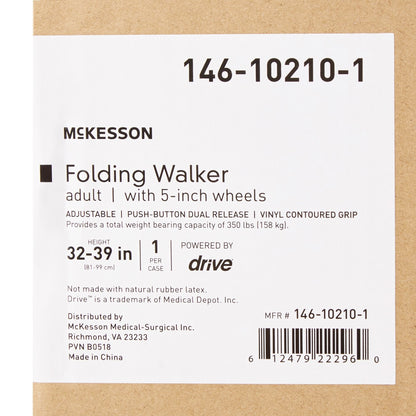 146-10210-1
McKESSON
Folding Walker
adult | with 5-inch wheels
ADJUSTABLE | PUSH-BUTTON DUAL RELEASE | VINYL CONTOURED GRIP
Provides a total weight bearing capacity of 350 lbs (158 kg).
HEIGHT
32-39 in
(81-99 cm)
1
PER
CASE
POWERED BY
drive
Not made with natural rubber latex.
Drive™ is a trademark of Medical Depot. Inc.
MFR # 146-10210-1
Distributed by
McKesson Medical-Surgical Inc.
Richmond, VA 23233
PVN B0518
Made in China
6 12479 22296 0